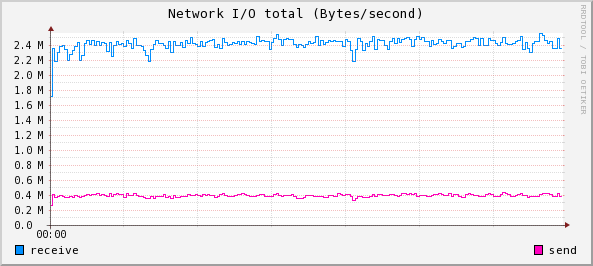 Network I/O total (Bytes/second)
RRDTOOL / TOBI OETIKER
2.4 M
2.2 M
2.0 M
1.8 M
1.6 M
1.4 M
1.2 M
1.0 M
0.8 M
0.6 M
0.4 M
0.2 M
0.0
00:00
receive
send